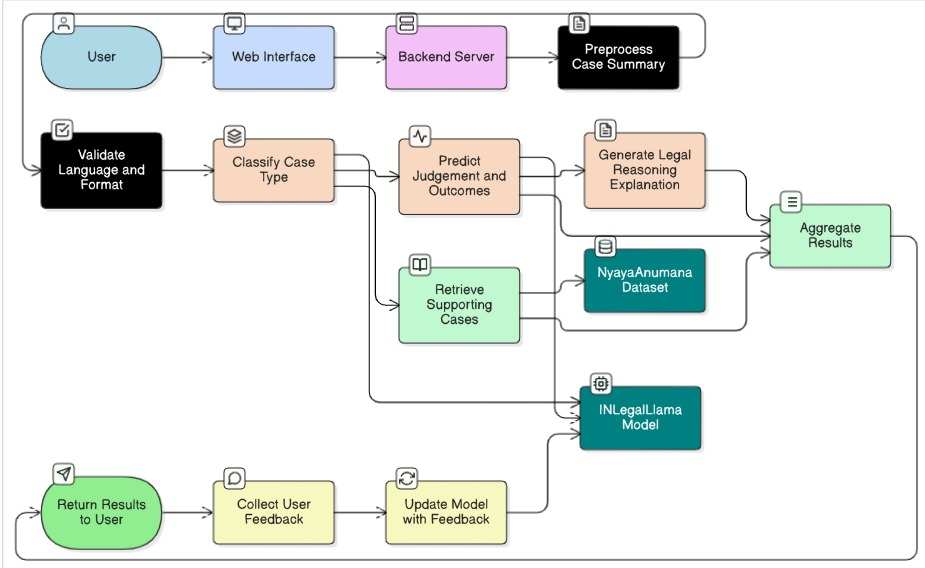 User
Web Interface
Backend Server
Preprocess
Case Summary
Validate
Language and
Format
Classify Case
Type
Predict
Judgement and
Outcomes
Generate Legal
Reasoning
Explanation
Aggregate
Results
Retrieve
Supporting
Cases
NyayaAnumana
Dataset
INLegalLlama
Model
Return Results
to User
Collect User
Feedback
Update Model
with Feedback